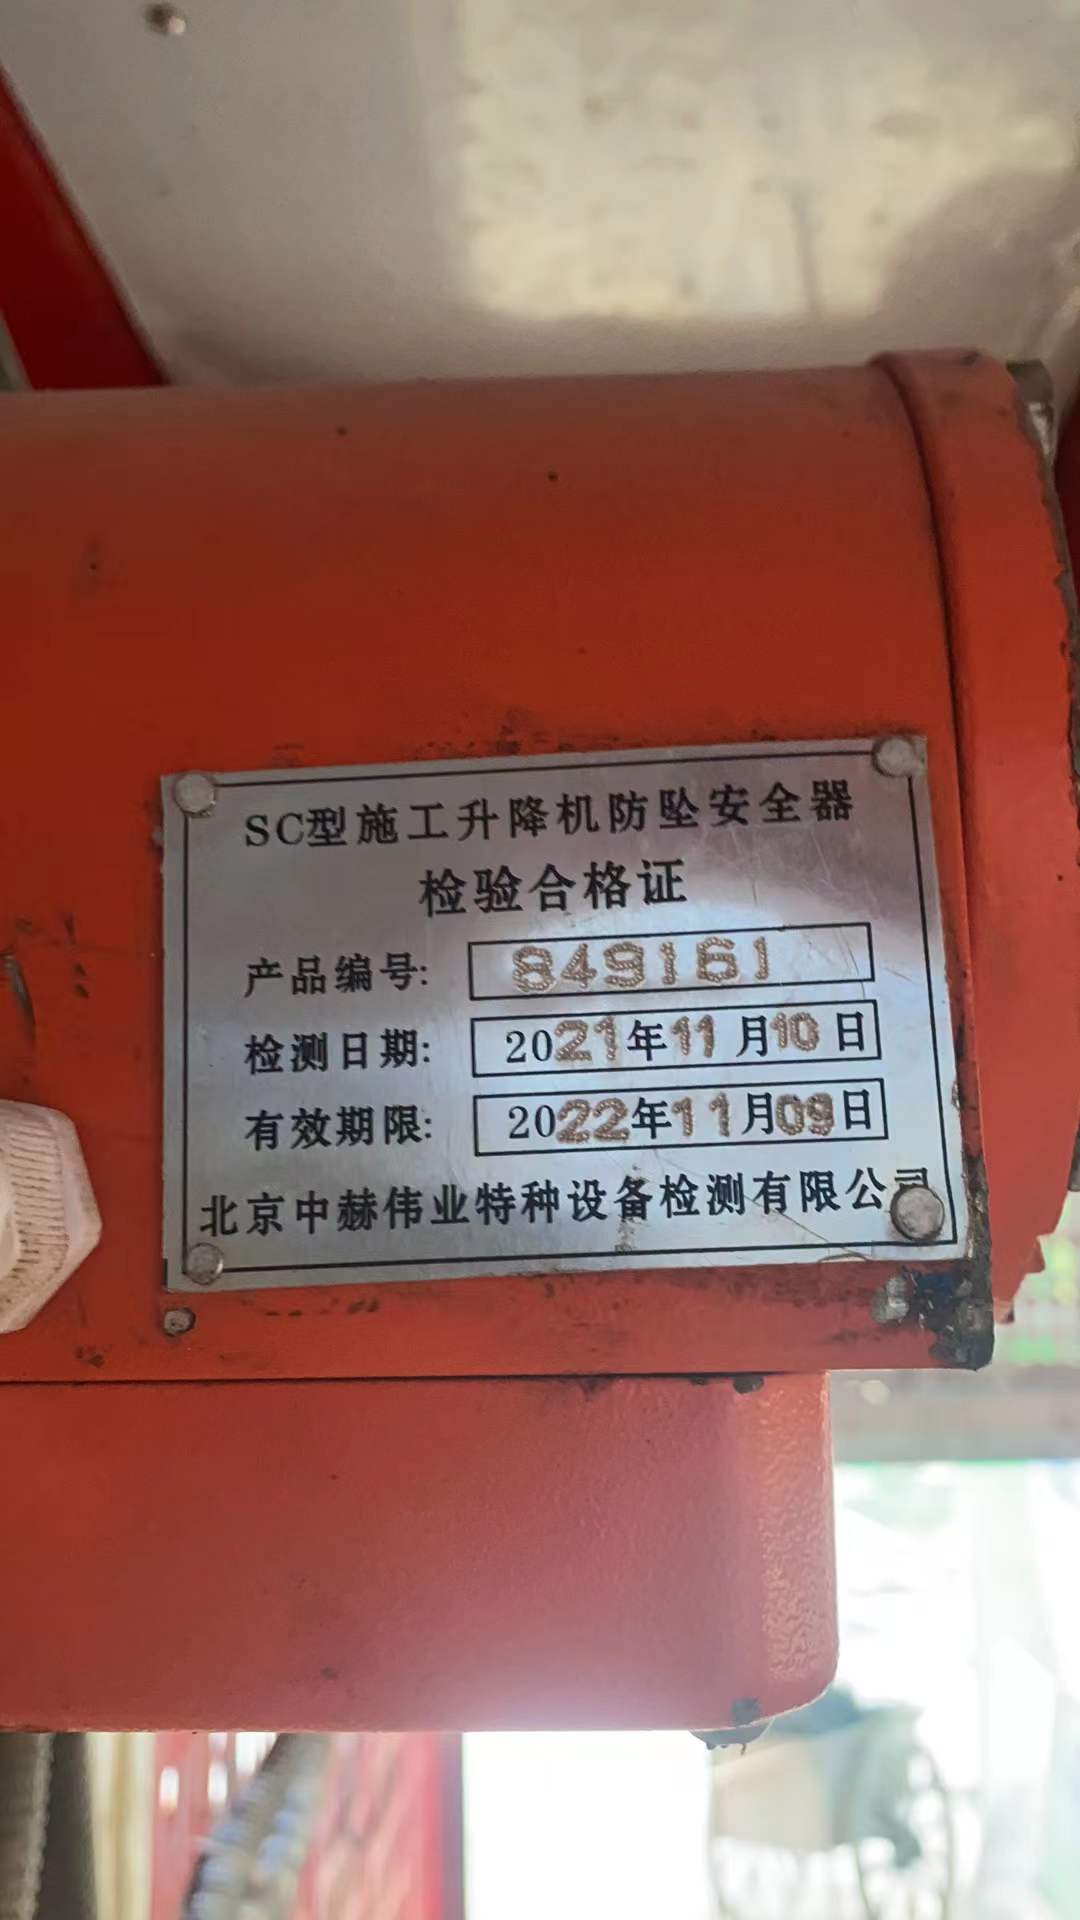 SC型施工升降机防坠安全器
检验合格证
产品编号: 849161
检测日期: 2021年11月10日
有效期限: 2022年11月09日
北京中赫伟业特种设备检测有限公司